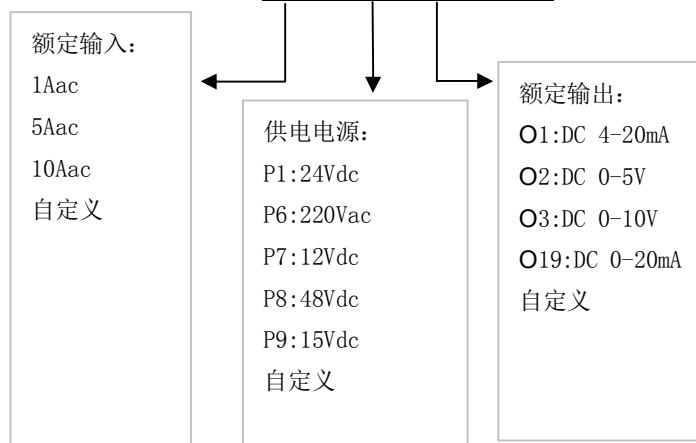 额定输入：
1Aac
5Aac
10Aac
自定义
供电电源：
P1:24Vdc
P6:220Vac
P7:12Vdc
P8:48Vdc
P9:15Vdc
自定义
额定输出：
O1:DC 4-20mA
O2:DC 0-5V
O3:DC 0-10V
O19:DC 0-20mA
自定义